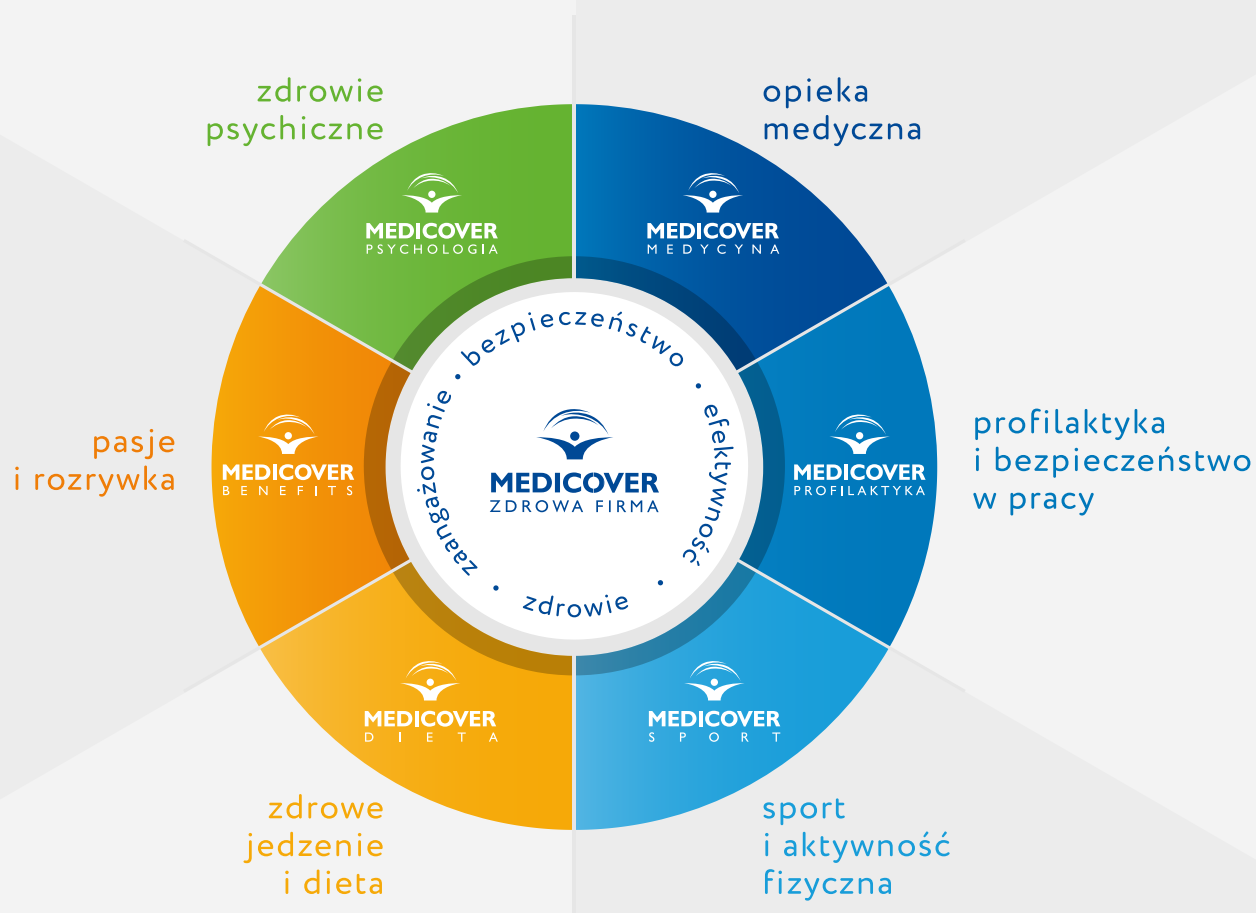 zdrowie
psychiczne
opieka
medyczna
MEDICOVER
PSYCHOLOGIA
MEDICOVER
MEDYCYNA
pasje
i rozrywka
MEDICOVER
BENEFITS
zaangażowanie • bezpieczeństwo • efektywność • zdrowie •
MEDICOVER
ZDROWA FIRMA
MEDICOVER
PROFILAKTYKA
profilaktyka
i bezpieczeństwo
w pracy
MEDICOVER
DIETA
MEDICOVER
SPORT
zdrowe
jedzenie
i dieta
sport
i aktywność
fizyczna